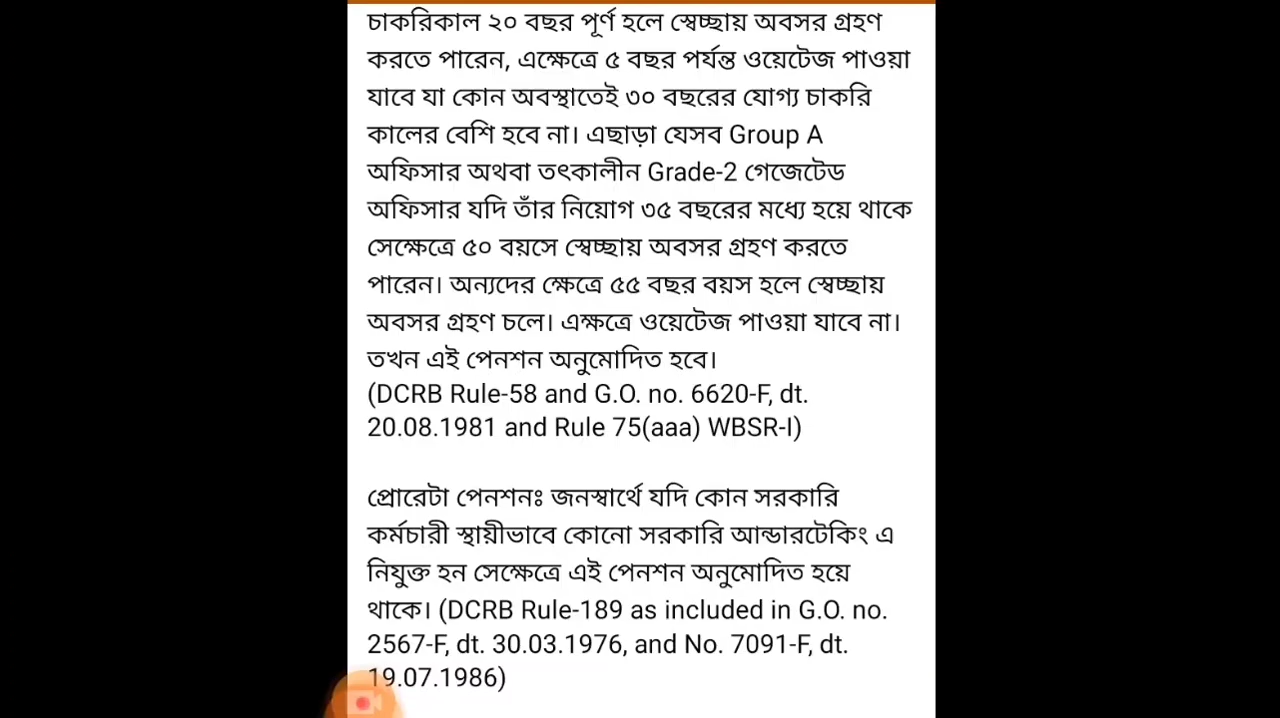 চাকরিকাল ২০ বছর পূর্ণ হলে স্বেচ্ছায় অবসর গ্রহণ
করতে পারেন, এক্ষেত্রে ৫ বছর পর্যন্ত ওয়েটেজ পাওয়া
যাবে যা কোন অবস্থাতেই ৩০ বছরের যোগ্য চাকরি
কালের বেশি হবে না। এছাড়া যেসব Group A
অফিসার অথবা তৎকালীন Grade-2 গেজেটেড
অফিসার যদি তাঁর নিয়োগ ৩৫ বছরের মধ্যে হয়ে থাকে
সেক্ষেত্রে ৫০ বয়সে স্বেচ্ছায় অবসর গ্রহণ করতে
পারেন। অন্যদের ক্ষেত্রে ৫৫ বছর বয়স হলে স্বেচ্ছায়
অবসর গ্রহণ চলে। এক্ষত্রে ওয়েটেজ পাওয়া যাবে না।
তখন এই পেনশন অনুমোদিত হবে।
(DCRB Rule-58 and G.O. no. 6620-F, dt.
20.08.1981 and Rule 75(aaa) WBSR-I)
প্রোরেটা পেনশনঃ জনস্বার্থে যদি কোন সরকারি
কর্মচারী স্থায়ীভাবে কোনো সরকারি আন্ডারটেকিং এ
নিযুক্ত হন সেক্ষেত্রে এই পেনশন অনুমোদিত হয়ে
থাকে। (DCRB Rule-189 as included in G.O. no.
2567-F, dt. 30.03.1976, and No. 7091-F, dt.
19.07.1986)